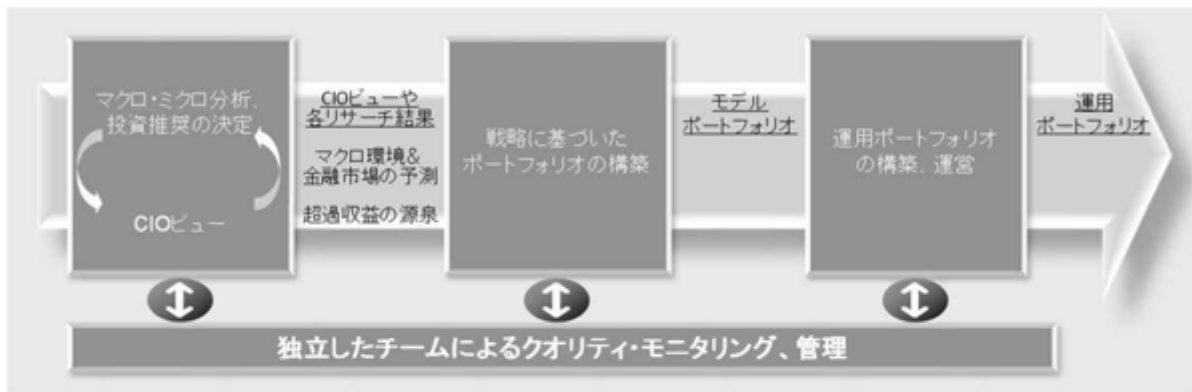 マクロ・ミクロ分析、
投資推奨の決定
CIOビュー
CIOビューや
各リサーチ結果
マクロ環境&
金融市場の予測
超過収益の源泉
戦略に基づいた
ポートフォリオの構築
モデル
ポートフォリオ
運用ポートフォリオ
の構築、運営
運用
ポートフォリオ
独立したチームによるクオリティ・モニタリング、管理